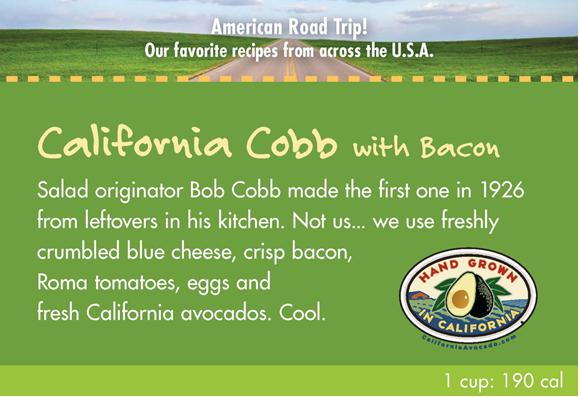 American Road Trip!
Our favorite recipes from across the U.S.A.
California Cobb with Bacon
Salad originator Bob Cobb made the first one in 1926
from leftovers in his kitchen. Not us... we use freshly
crumbled blue cheese, crisp bacon,
Roma tomatoes, eggs and
fresh California avocados. Cool.
HAND GROWN
IN CALIFORNIA
CaliforniaAvocado.com
1 cup: 190 cal